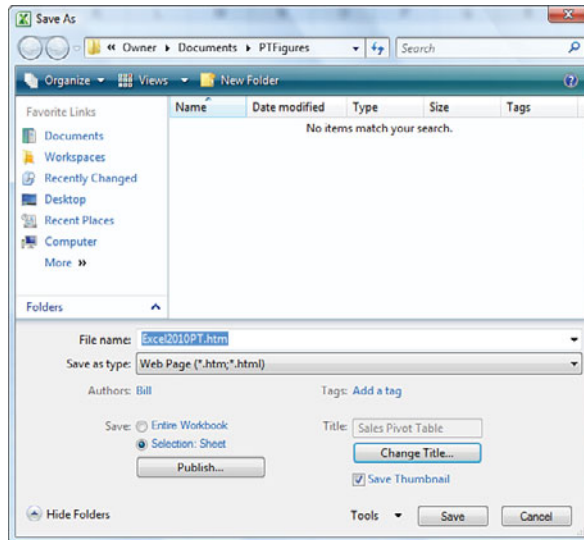 Save As
« Owner ▸ Documents ▸ PTFigures Search
Organize Views New Folder
Favorite Links
Documents
Workspaces
Recently Changed
Desktop
Recent Places
Computer
More »
Folders
Name Date modified Type Size Tags
No items match your search.
File name: Excel2010PT.htm
Save as type: Web Page (*.htm;*.html)
Authors: Bill Tags: Add a tag
Save: Entire Workbook
Selection: Sheet
Publish...
Title: Sales Pivot Table
Change Title...
Save Thumbnail
Hide Folders Tools Save Cancel